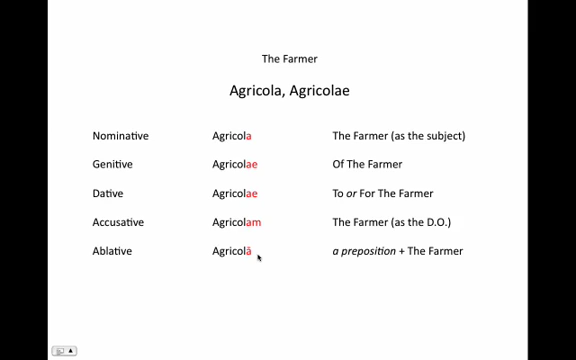 The Farmer
Agricola, Agricolae
Nominative Agricola The Farmer (as the subject)
Genitive Agricolae Of The Farmer
Dative Agricolae To or For The Farmer
Accusative Agricolam The Farmer (as the D.O.)
Ablative Agricolā a preposition + The Farmer